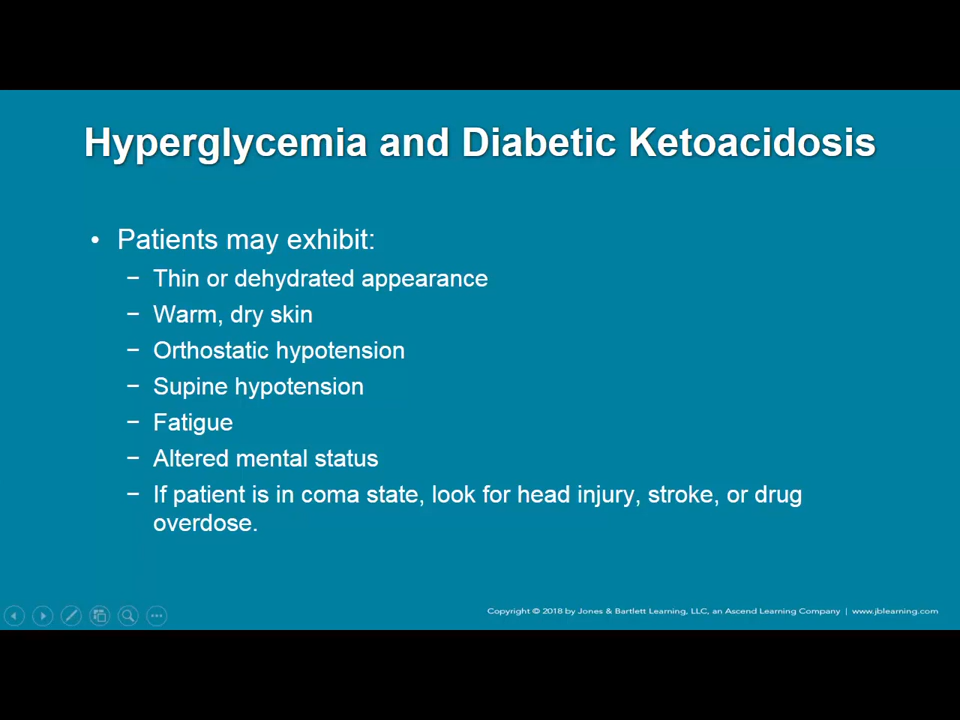 Hyperglycemia and Diabetic Ketoacidosis
• Patients may exhibit:
– Thin or dehydrated appearance
– Warm, dry skin
– Orthostatic hypotension
– Supine hypotension
– Fatigue
– Altered mental status
– If patient is in coma state, look for head injury, stroke, or drug
overdose.
Copyright © 2018 by Jones & Bartlett Learning, LLC, an Ascend Learning Company | www.jblearning.com